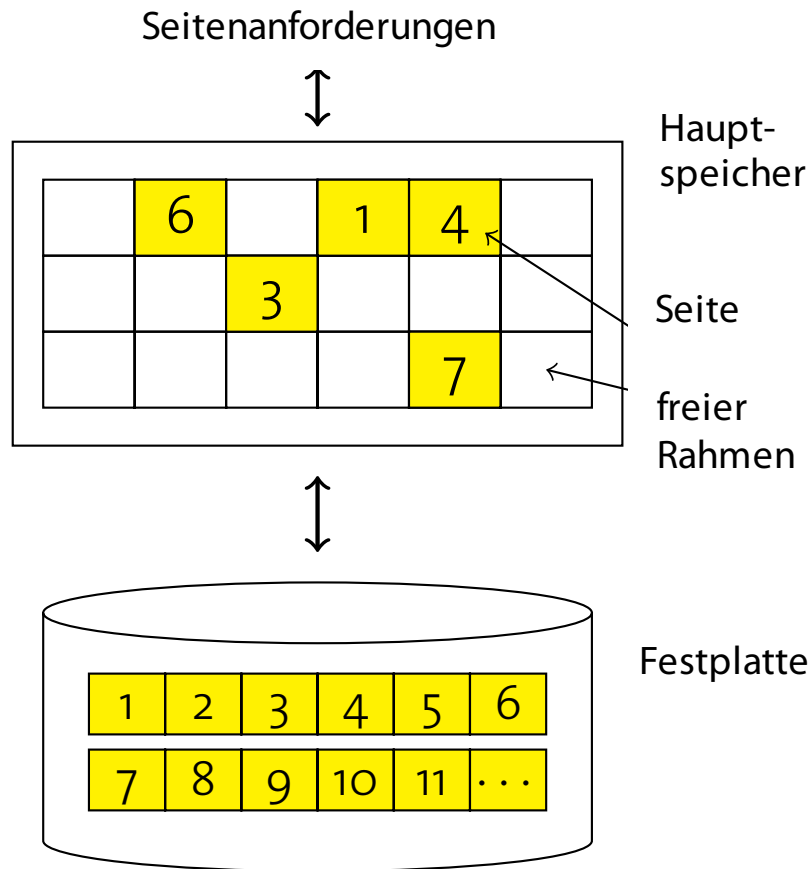 Seitenanforderungen
Haupt-
speicher
6 1 4
3
Seite
7
freier
Rahmen
Festplatte
1 2 3 4 5 6
7 8 9 10 11 ...